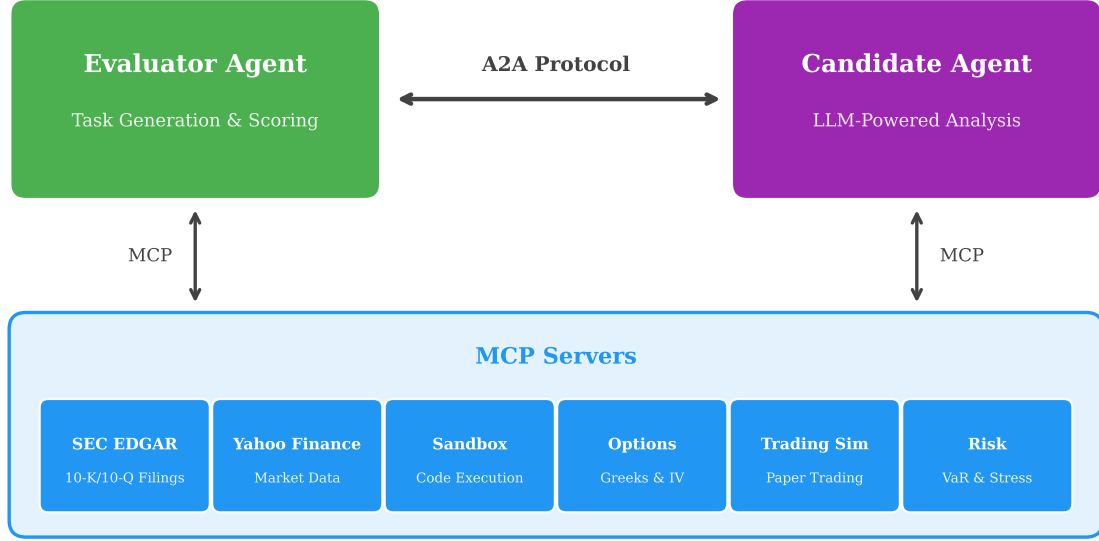 Evaluator Agent
Task Generation & Scoring
A2A Protocol
Candidate Agent
LLM-Powered Analysis
MCP
MCP
MCP Servers
SEC EDGAR
10-K/10-Q Filings
Yahoo Finance
Market Data
Sandbox
Code Execution
Options
Greeks & IV
Trading Sim
Paper Trading
Risk
VaR & Stress